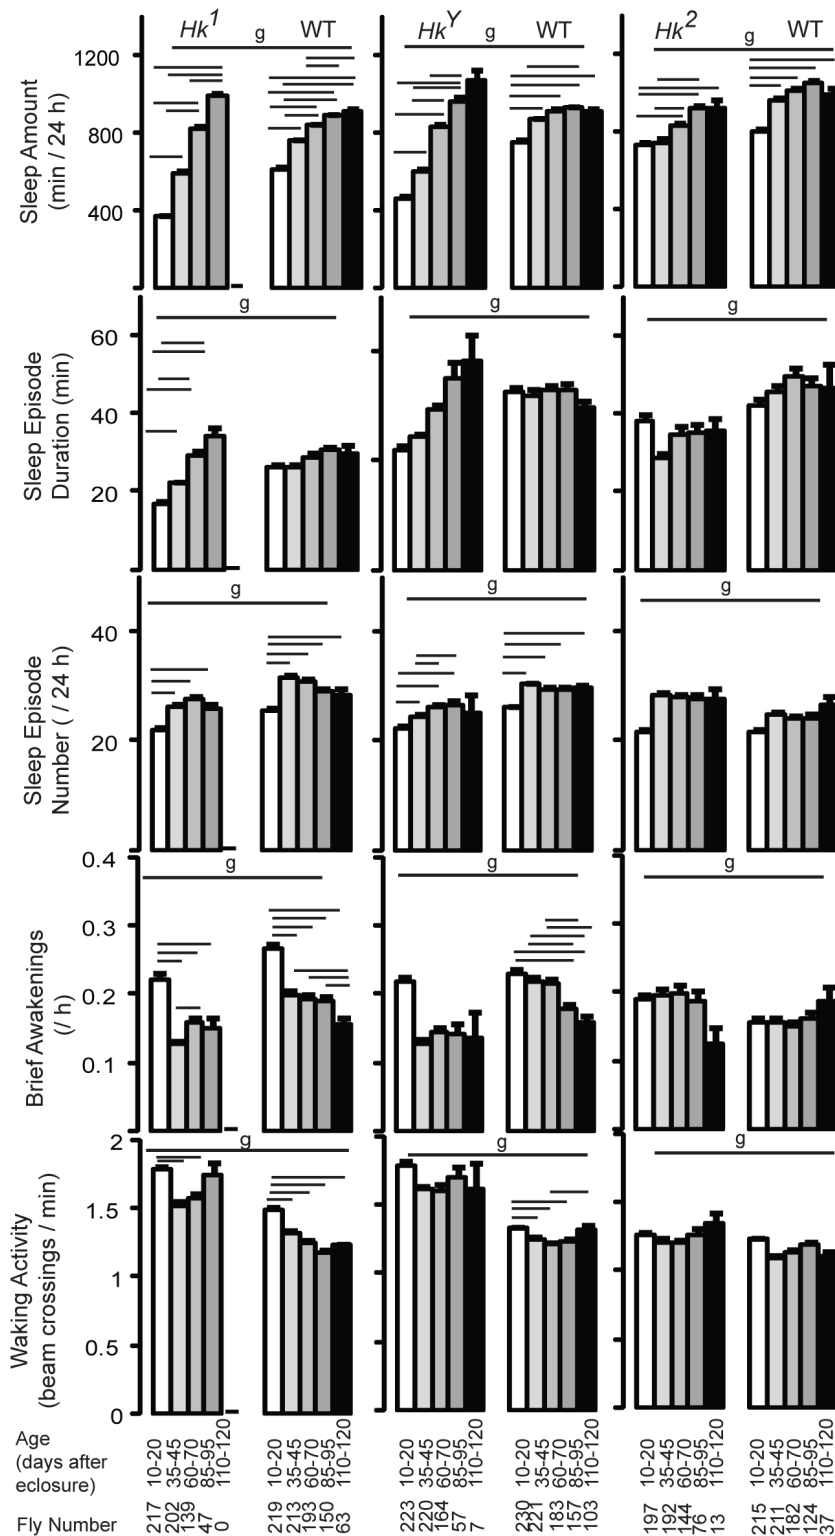 Hk1 g WT HkY g WT Hk2 g WT
Sleep Amount
(min / 24 h)
1200
800
400
g g g
Sleep Episode
Duration (min)
60
40
20
g g g
Sleep Episode
Number ( / 24 h)
40
20
g g g
Brief Awakenings
(/ h)
0.4
0.3
0.2
0.1
g g g
Waking Activity
(beam crossings / min)
2
1.5
1
0.5
0
Age
(days after
eclosure)
10-20 35-45 60-70 85-95 110-120 10-20 35-45 60-70 85-95 110-120 10-20 35-45 60-70 85-95 110-120 10-20 35-45 60-70 85-95 110-120 10-20 35-45 60-70 85-95 110-120 10-20 35-45 60-70 85-95 110-120
Fly Number
217 202 139 47 0 219 213 193 150 63 223 220 164 57 7 230 221 183 157 103 197 192 144 76 13 215 211 182 124 37